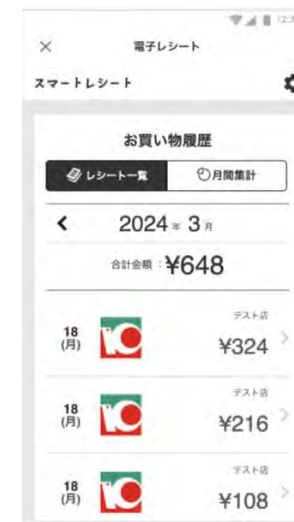 × 電子レシート
スマートレシート
お買い物履歴
レシート一覧 月間集計
2024年 3月
合計金額:¥648
テスト店
18
(月)
¥324
テスト店
18
(月)
¥216
テスト店
18
(月)
¥108